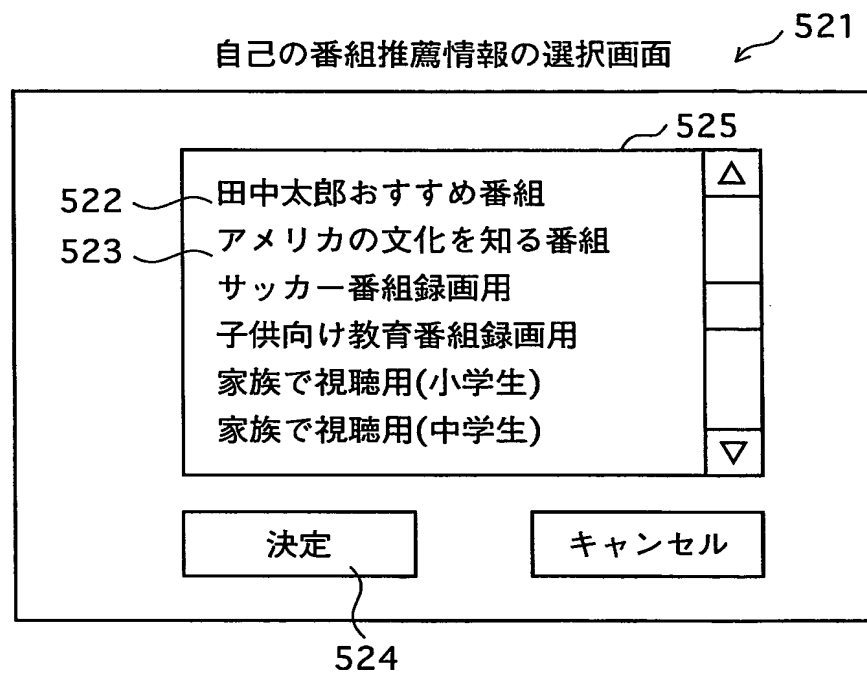 521
自己の番組推薦情報の選択画面
525
522 田中太郎おすすめ番組
523 アメリカの文化を知る番組
サッカー番組録画用
子供向け教育番組録画用
家族で視聴用(小学生)
家族で視聴用(中学生)
決定 キャンセル
524